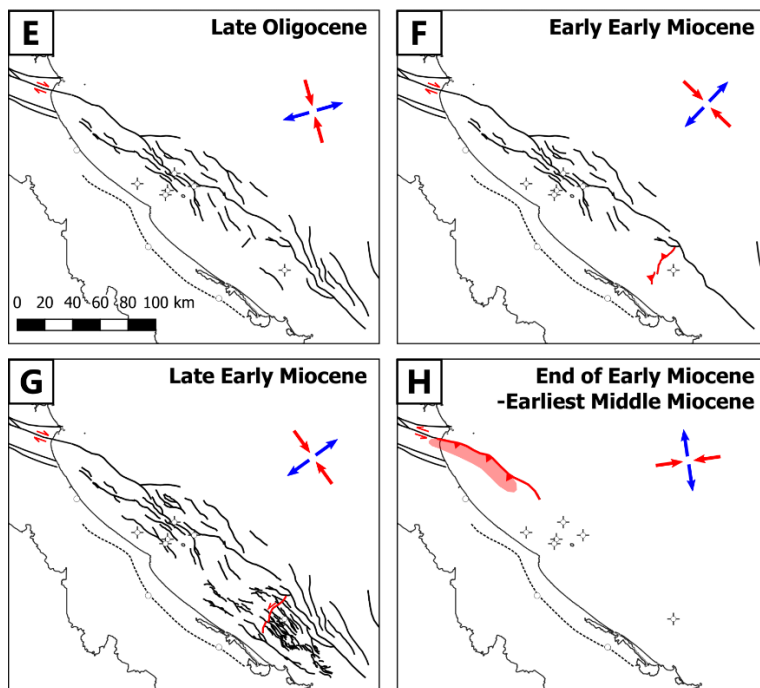 E
Late Oligocene
0 20 40 60 80 100 km
F
Early Early Miocene
G
Late Early Miocene
H
End of Early Miocene
-Earliest Middle Miocene